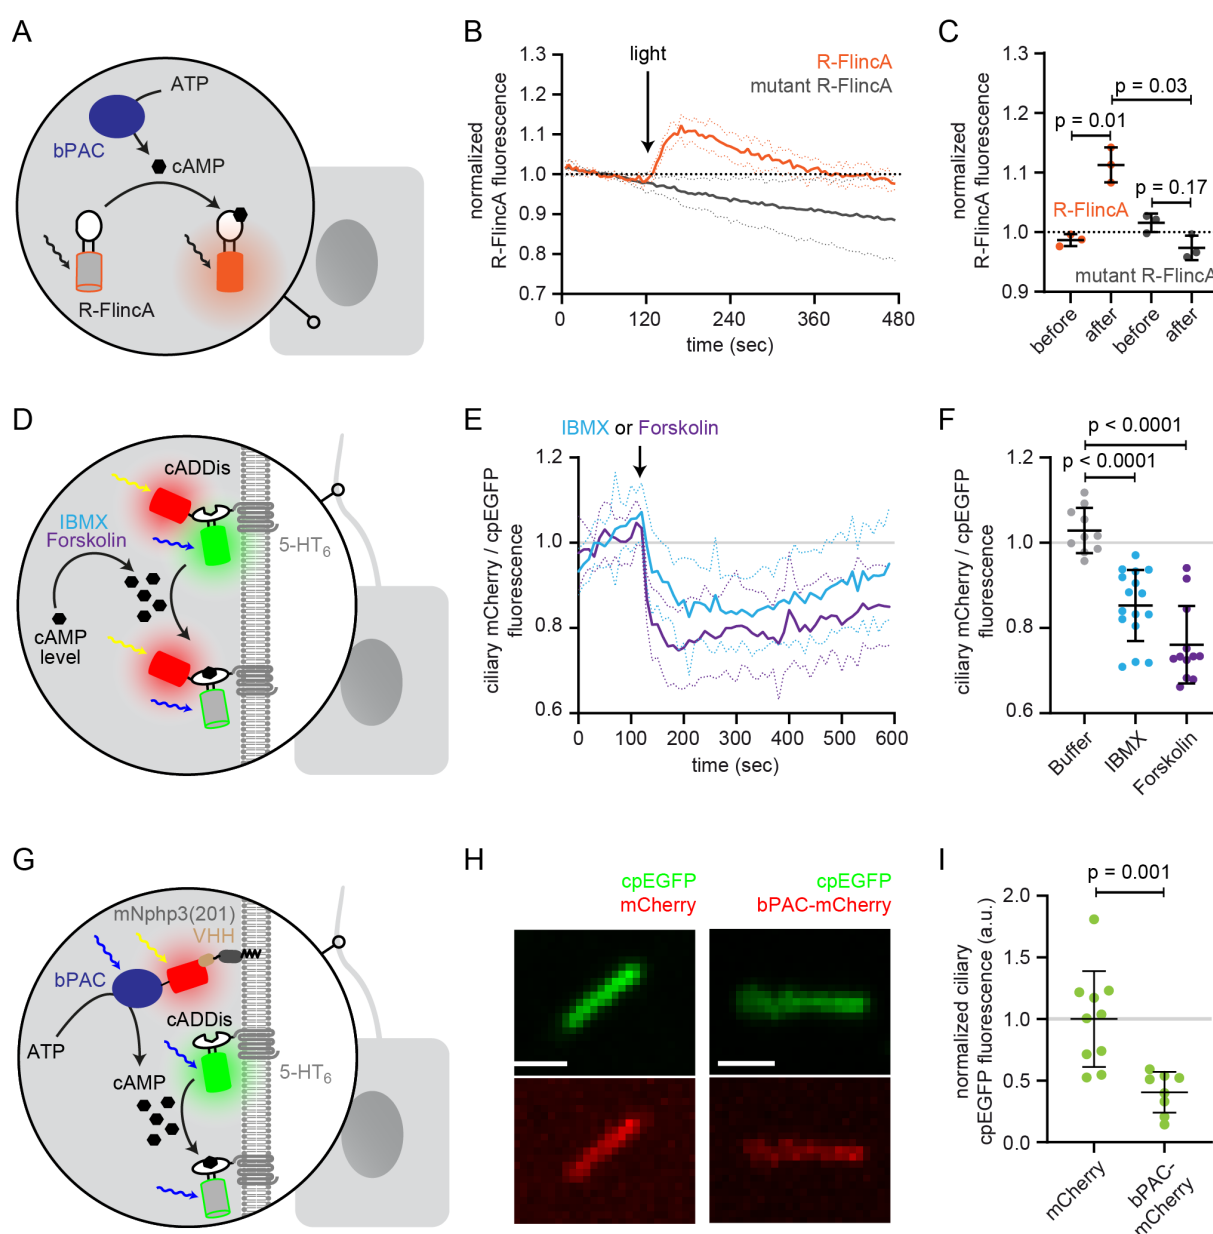 A
ATP
bPAC
cAMP
R-FlincA
B
light
R-FlincA
mutant R-FlincA
normalized
R-FlincA fluorescence
1.3
1.2
1.1
1.0
0.9
0.8
0.7
0
120
240
360
480
time (sec)
C
normalized
R-FlincA fluorescence
1.3
1.2
1.1
1.0
0.9
p = 0.03
p = 0.01
p = 0.17
R-FlincA
mutant R-FlincA
before
after
before
after
D
cADDis
IBMX
Forskolin
5-HT6
cAMP
level
E
IBMX or Forskolin
ciliary mCherry / cpEGFP
fluorescence
1.2
1.0
0.8
0.6
0
100
200
300
400
500
600
time (sec)
F
p < 0.0001
p < 0.0001
ciliary mCherry / cpEGFP
fluorescence
1.2
1.0
0.8
0.6
Buffer
IBMX
Forskolin
G
mNphp3(201)
VHH
bPAC
cADDis
ATP
5-HT6
cAMP
H
cpEGFP
mCherry
cpEGFP
bPAC-mCherry
I
p = 0.001
normalized ciliary
cpEGFP fluorescence (a.u.)
2.0
1.5
1.0
0.5
0.0
mCherry
bPAC-
mCherry